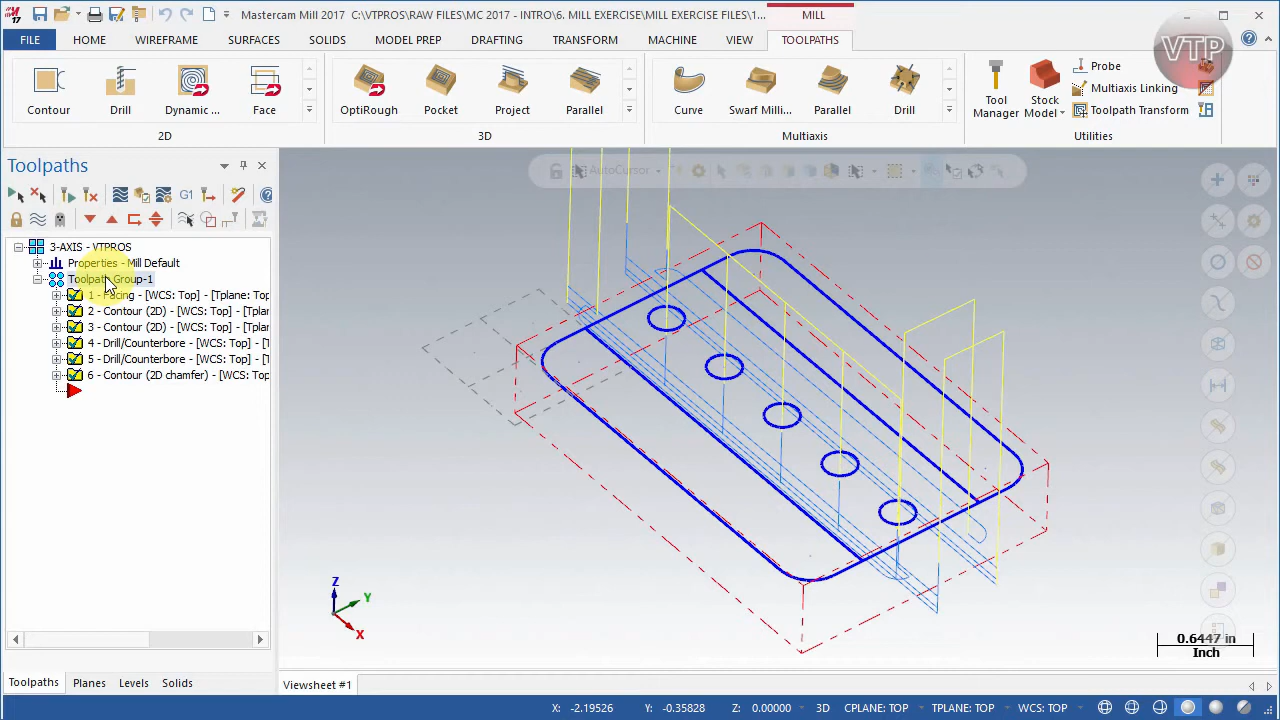 Mastercam Mill 2017 C:\VTPROS\RAW FILES\MC 2017 - INTRO\6. MILL EXERCISE\MILL EXERCISE FILES\1...
MILL
FILE HOME WIREFRAME SURFACES SOLIDS MODEL PREP DRAFTING TRANSFORM MACHINE VIEW TOOLPATHS
VTP
Contour Drill Dynamic ... Face
2D
OptiRough Pocket Project Parallel
3D
Curve Swarf Milli... Parallel Drill
Multiaxis
Tool Manager
Stock Model
Probe
Multiaxis Linking
Toolpath Transform
Utilities
Toolpaths
AutoCursor
G1
3-AXIS - VTPROS
Properties - Mill Default
Toolpath Group-1
1 - Facing - [WCS: Top] - [Tplane: Top
2 - Contour (2D) - [WCS: Top] - [Tplan
3 - Contour (2D) - [WCS: Top] - [Tplan
4 - Drill/Counterbore - [WCS: Top] - [T
5 - Drill/Counterbore - [WCS: Top] - [T
6 - Contour (2D chamfer) - [WCS: Top
Z
Y
X
0.6447 in
Inch
Toolpaths Planes Levels Solids
Viewsheet #1
X: -2.19526 Y: -0.35828 Z: 0.00000 3D CPLANE: TOP TPLANE: TOP WCS: TOP